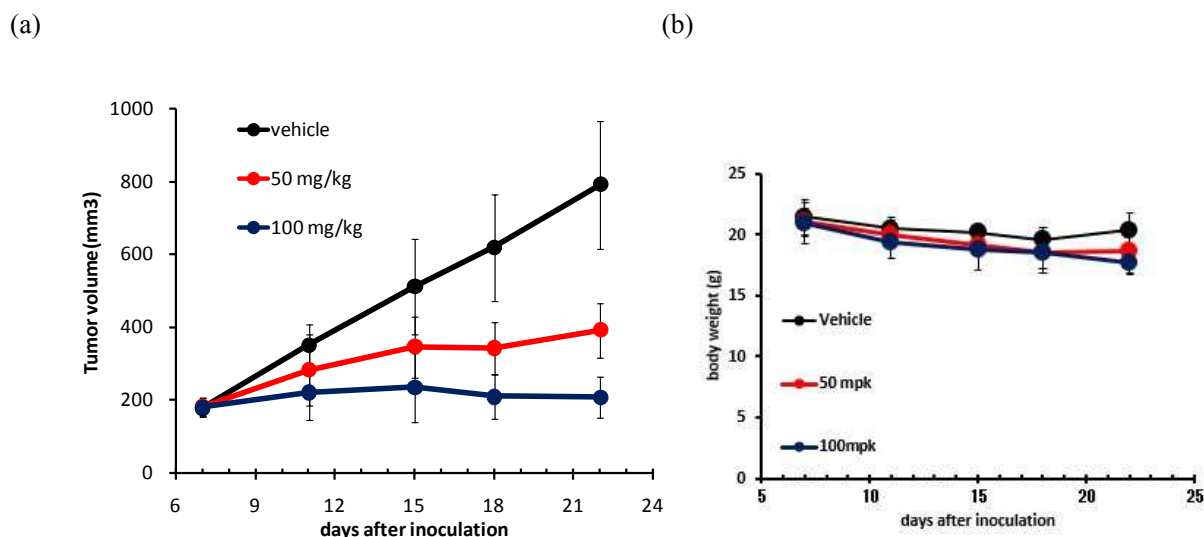 (a)
(b)
1000
800
600
400
200
0
Tumor volume(mm3)
vehicle
50 mg/kg
100 mg/kg
6 9 12 15 18 21 24
days after inoculation
25
20
15
10
5
0
body weight (g)
Vehicle
50 mpk
100mpk
5 10 15 20 25
days after inoculation